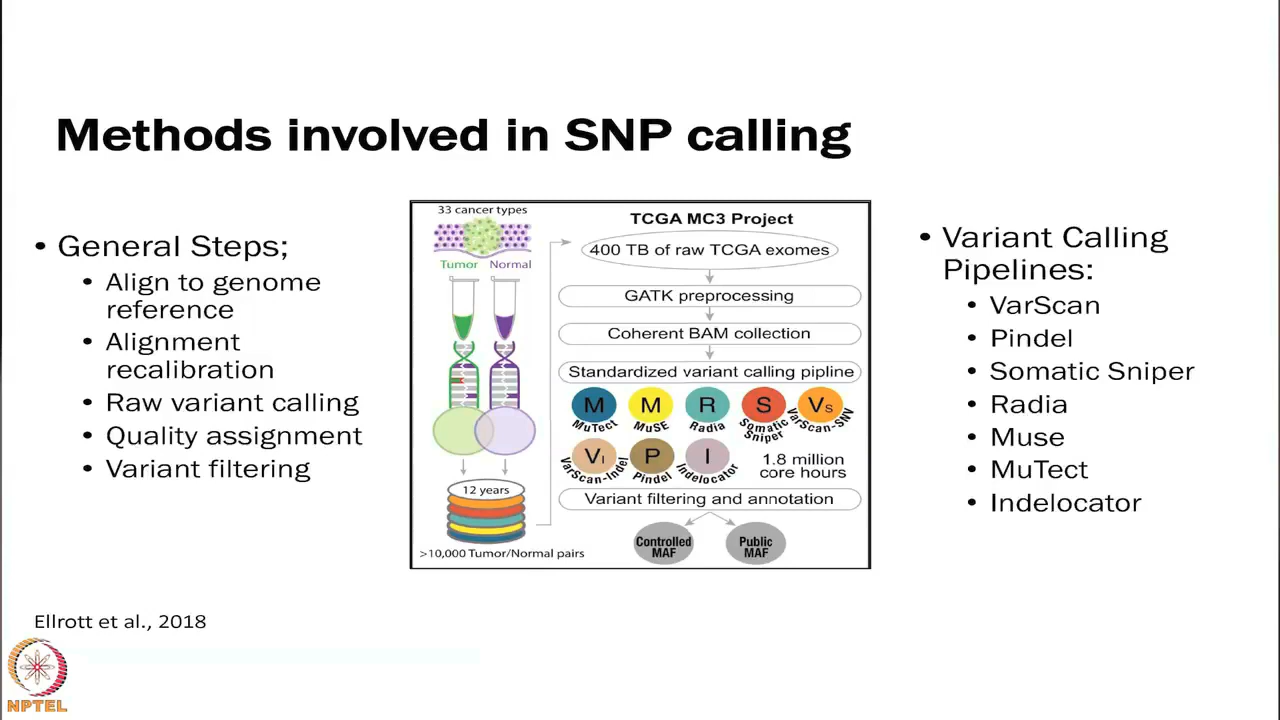 Methods involved in SNP calling
• General Steps;
• Align to genome
reference
• Alignment
recalibration
• Raw variant calling
• Quality assignment
• Variant filtering
33 cancer types
Tumor Normal
12 years
>10,000 Tumor/Normal pairs
TCGA MC3 Project
400 TB of raw TCGA exomes
GATK preprocessing
Coherent BAM collection
Standardized variant calling pipline
M M R S Vs
MuTect MuSE Radia Somatic Sniper VarScan-SNV
VI P I
VarScan-Indel Pindel Indelocator
1.8 million
core hours
Variant filtering and annotation
Controlled
MAF
Public
MAF
• Variant Calling
Pipelines:
• VarScan
• Pindel
• Somatic Sniper
• Radia
• Muse
• MuTect
• Indelocator
Ellrott et al., 2018
NPTEL